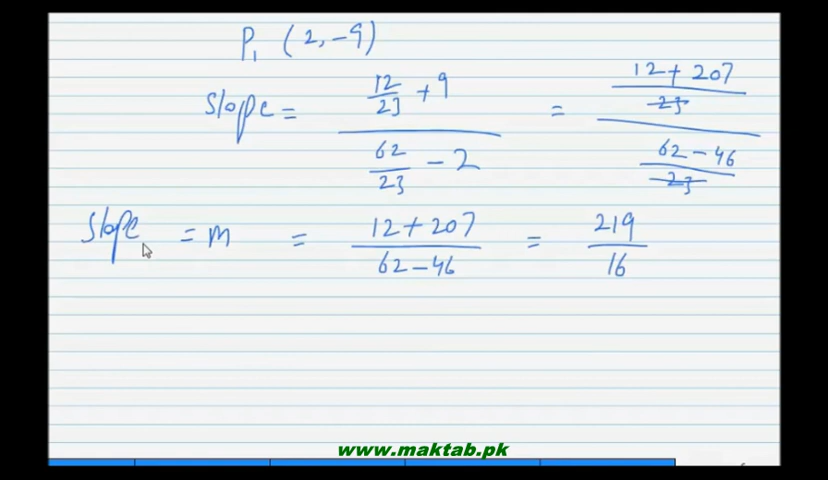 P₁ (2, -9)
Slope = (12/23 + 9) / (62/23 - 2) = ((12 + 207)/23) / ((62 - 46)/23)
Slope = m = (12 + 207)/(62 - 46) = 219/16
www.maktab.pk